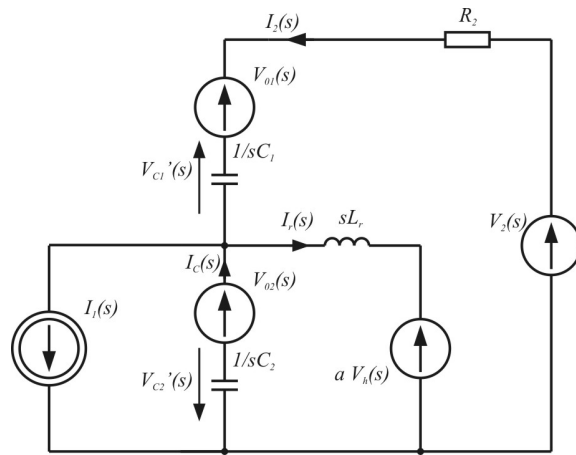 I2(s)
R2
V01(s)
1/sC1
VC1’(s)
Ir(s)
sLr
V2(s)
IC(s)
V02(s)
I1(s)
1/sC2
VC2’(s)
a Vh(s)